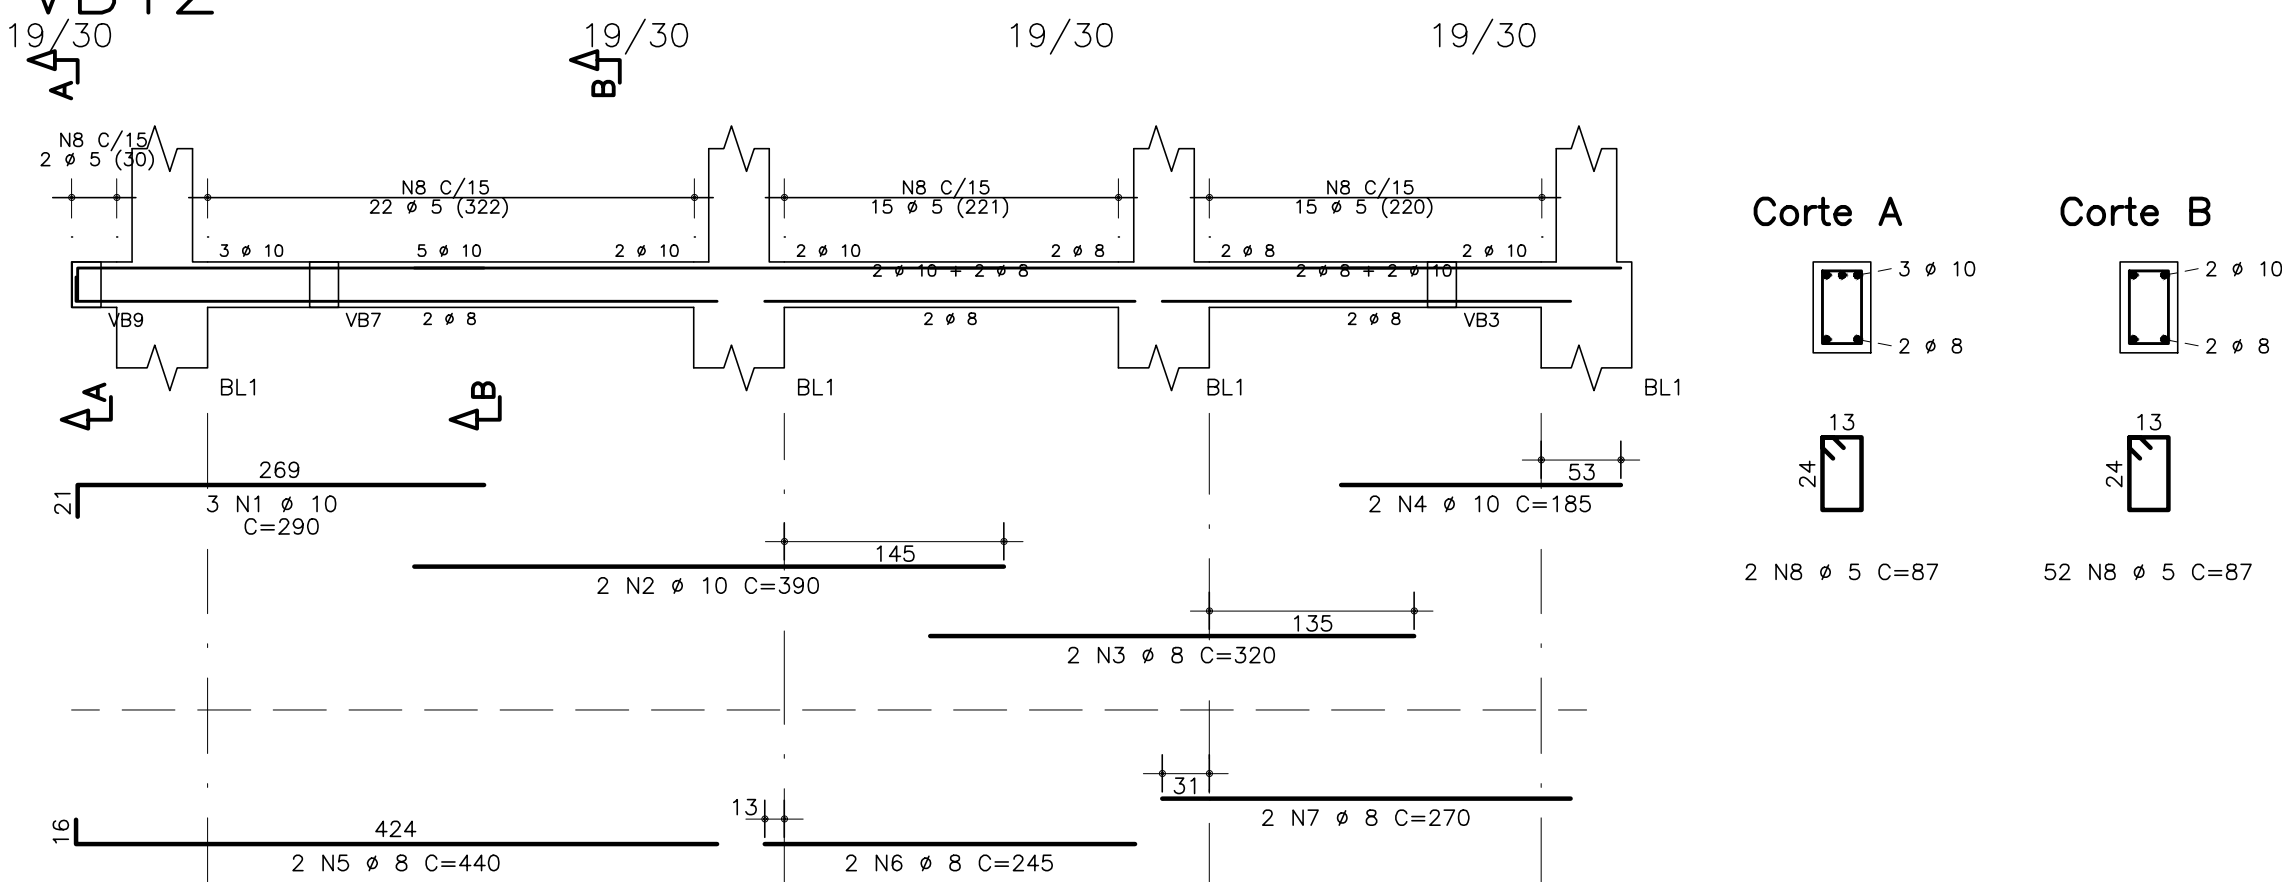 VB12
19/30 19/30 19/30 19/30
A B
N8 C/15
2 ø 5 (30)
N8 C/15
22 ø 5 (322)
N8 C/15
15 ø 5 (221)
N8 C/15
15 ø 5 (220)
Corte A Corte B
3 ø 10 5 ø 10 2 ø 10 2 ø 10 2 ø 8 2 ø 8 2 ø 10
2 ø 10 + 2 ø 8 2 ø 8 + 2 ø 10
3 ø 10 2 ø 10
VB9 VB7 2 ø 8 2 ø 8 2 ø 8 VB3
2 ø 8 2 ø 8
A BL1 B BL1 BL1 BL1
13 13
24 24
269 53
21 3 N1 ø 10
C=290
2 N4 ø 10 C=185
145
2 N2 ø 10 C=390
2 N8 ø 5 C=87 52 N8 ø 5 C=87
135
2 N3 ø 8 C=320
31
2 N7 ø 8 C=270
13
16 424
2 N5 ø 8 C=440 2 N6 ø 8 C=245